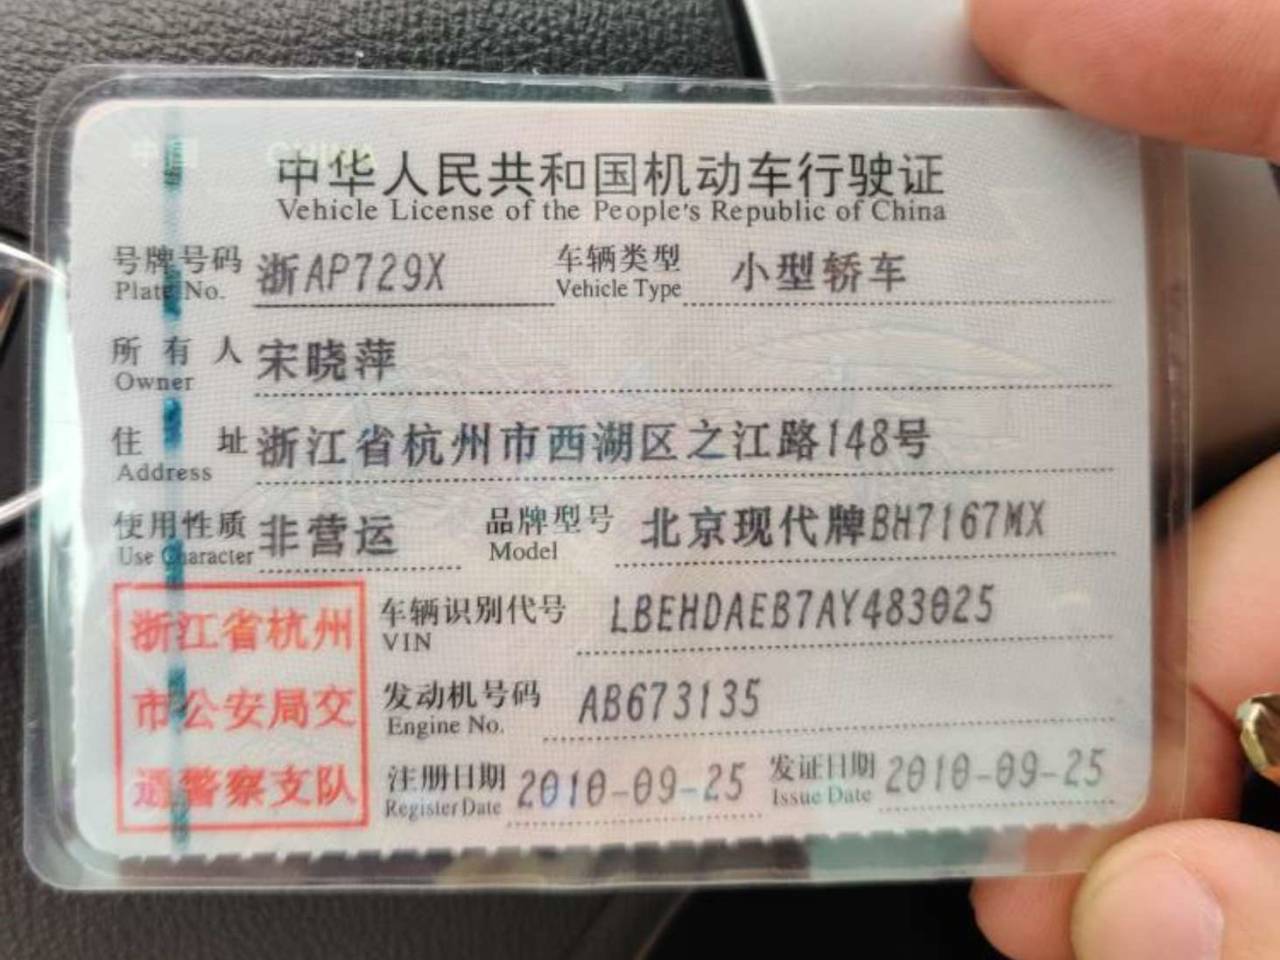 中国 CHINA
中华人民共和国机动车行驶证
Vehicle License of the People's Republic of China
号牌号码 浙AP729X 车辆类型 小型轿车
Plate No. Vehicle Type
所有人 宋晓萍
Owner
住址 浙江省杭州市西湖区之江路148号
Address
使用性质 非营运 品牌型号 北京现代牌BH7167MX
Use Character Model
浙江省杭州
市公安局交
通警察支队
车辆识别代号 LBEHDAEB7AY483025
VIN
发动机号码 AB673135
Engine No.
注册日期 2010-09-25 发证日期 2010-09-25
Register Date Issue Date